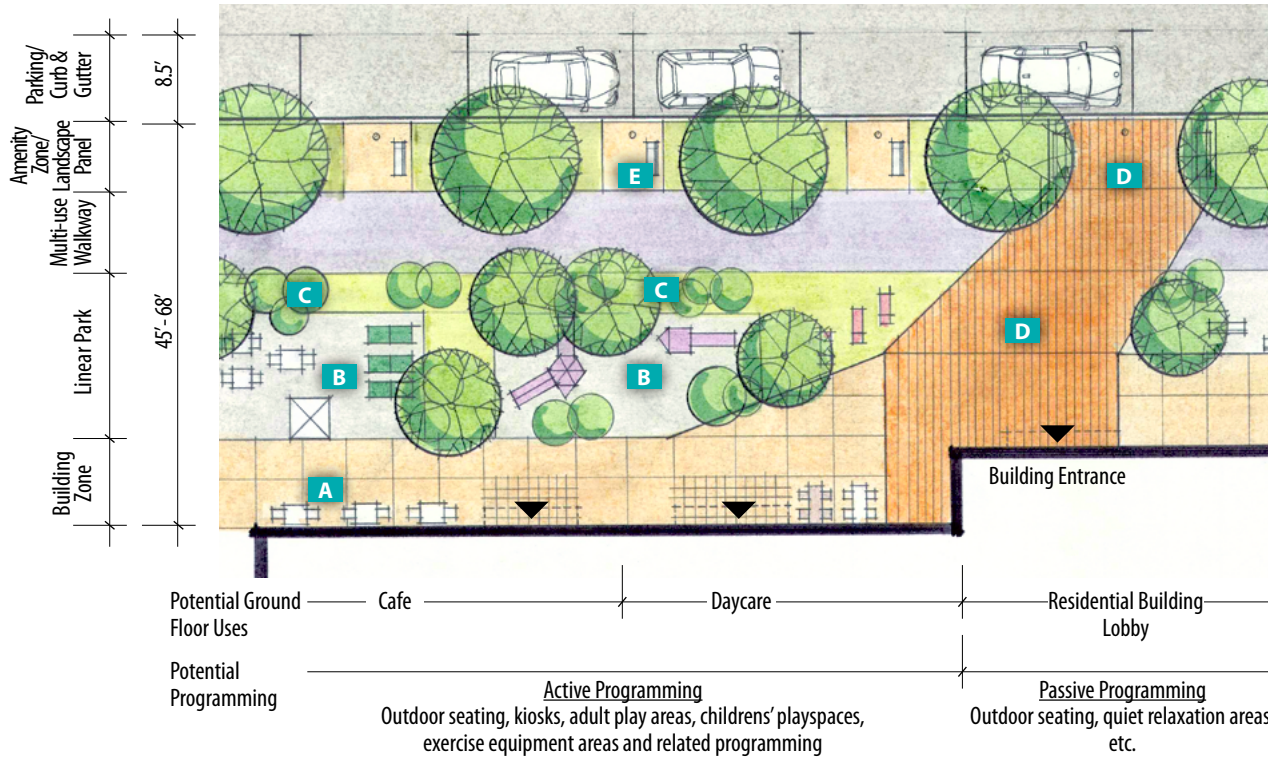 Parking/
Curb &
Gutter
8.5'
Amenity
Zone/
Landscape
Panel
Multi-use
Walkway
Linear Park
45'- 68'
Building
Zone
E
D
C
C
D
B
B
A
Building Entrance
Potential Ground
Floor Uses
Cafe
Daycare
Residential Building
Lobby
Potential
Programming
Active Programming
Outdoor seating, kiosks, adult play areas, childrens' playspaces,
exercise equipment areas and related programming
Passive Programming
Outdoor seating, quiet relaxation areas
etc.